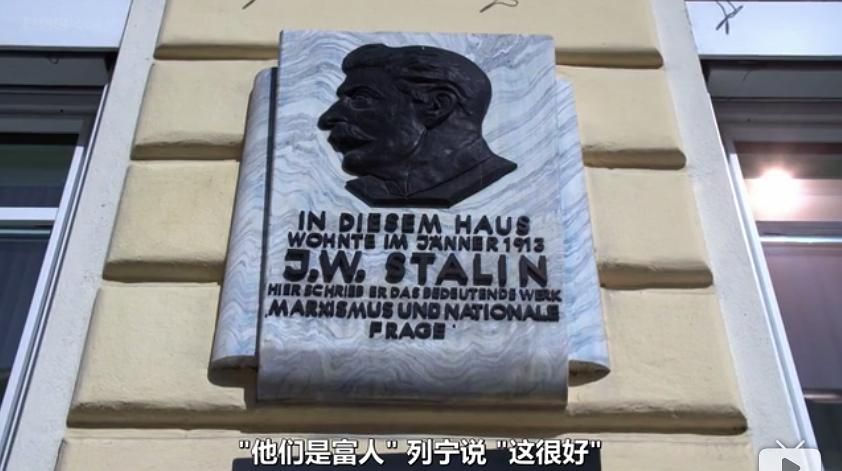 IN DIESEM HAUS
WOHNTE IM JÄNNER 1913
J.W. STALIN
HIER SCHRIEB ER DAS BEDEUTENDE WERK
‚MARXISMUS UND NATIONALE
FRAGE‘
"他们是富人" 列宁说 "这很好"